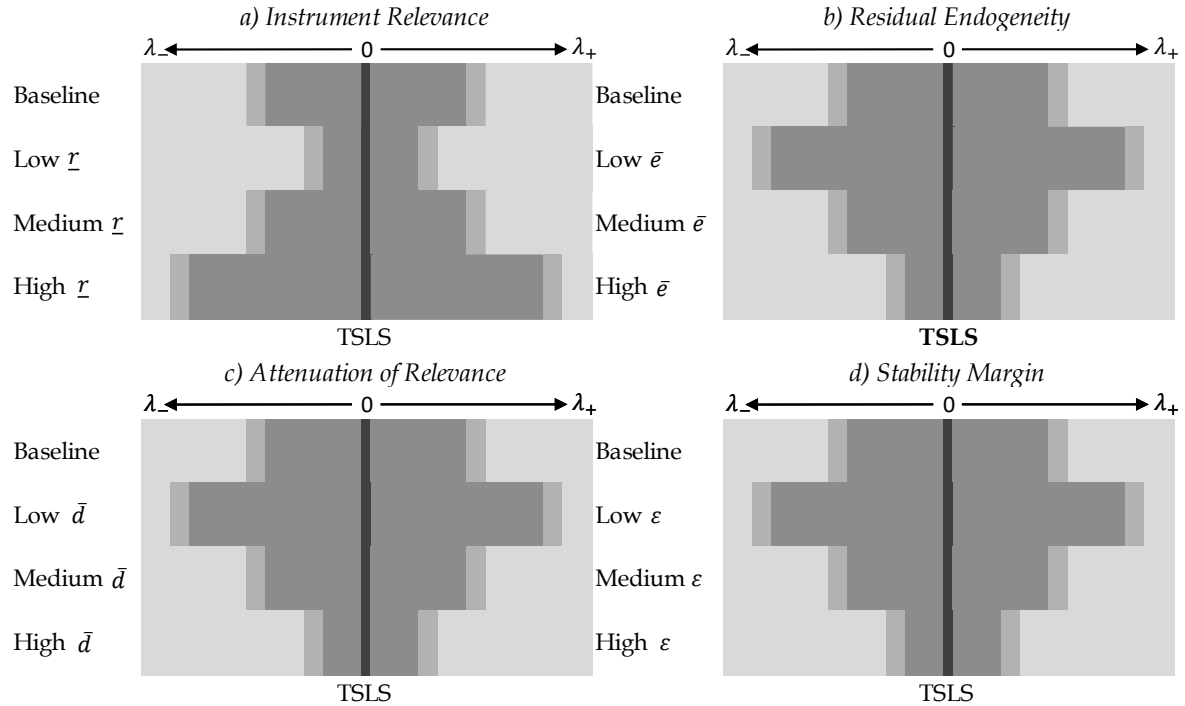 a) Instrument Relevance
λ₋ 0 λ₊
Baseline
Low r̲
Medium r̲
High r̲
TSLS
b) Residual Endogeneity
λ₋ 0 λ₊
Baseline
Low ē
Medium ē
High ē
TSLS
c) Attenuation of Relevance
λ₋ 0 λ₊
Baseline
Low d̄
Medium d̄
High d̄
TSLS
d) Stability Margin
λ₋ 0 λ₊
Baseline
Low ε
Medium ε
High ε
TSLS